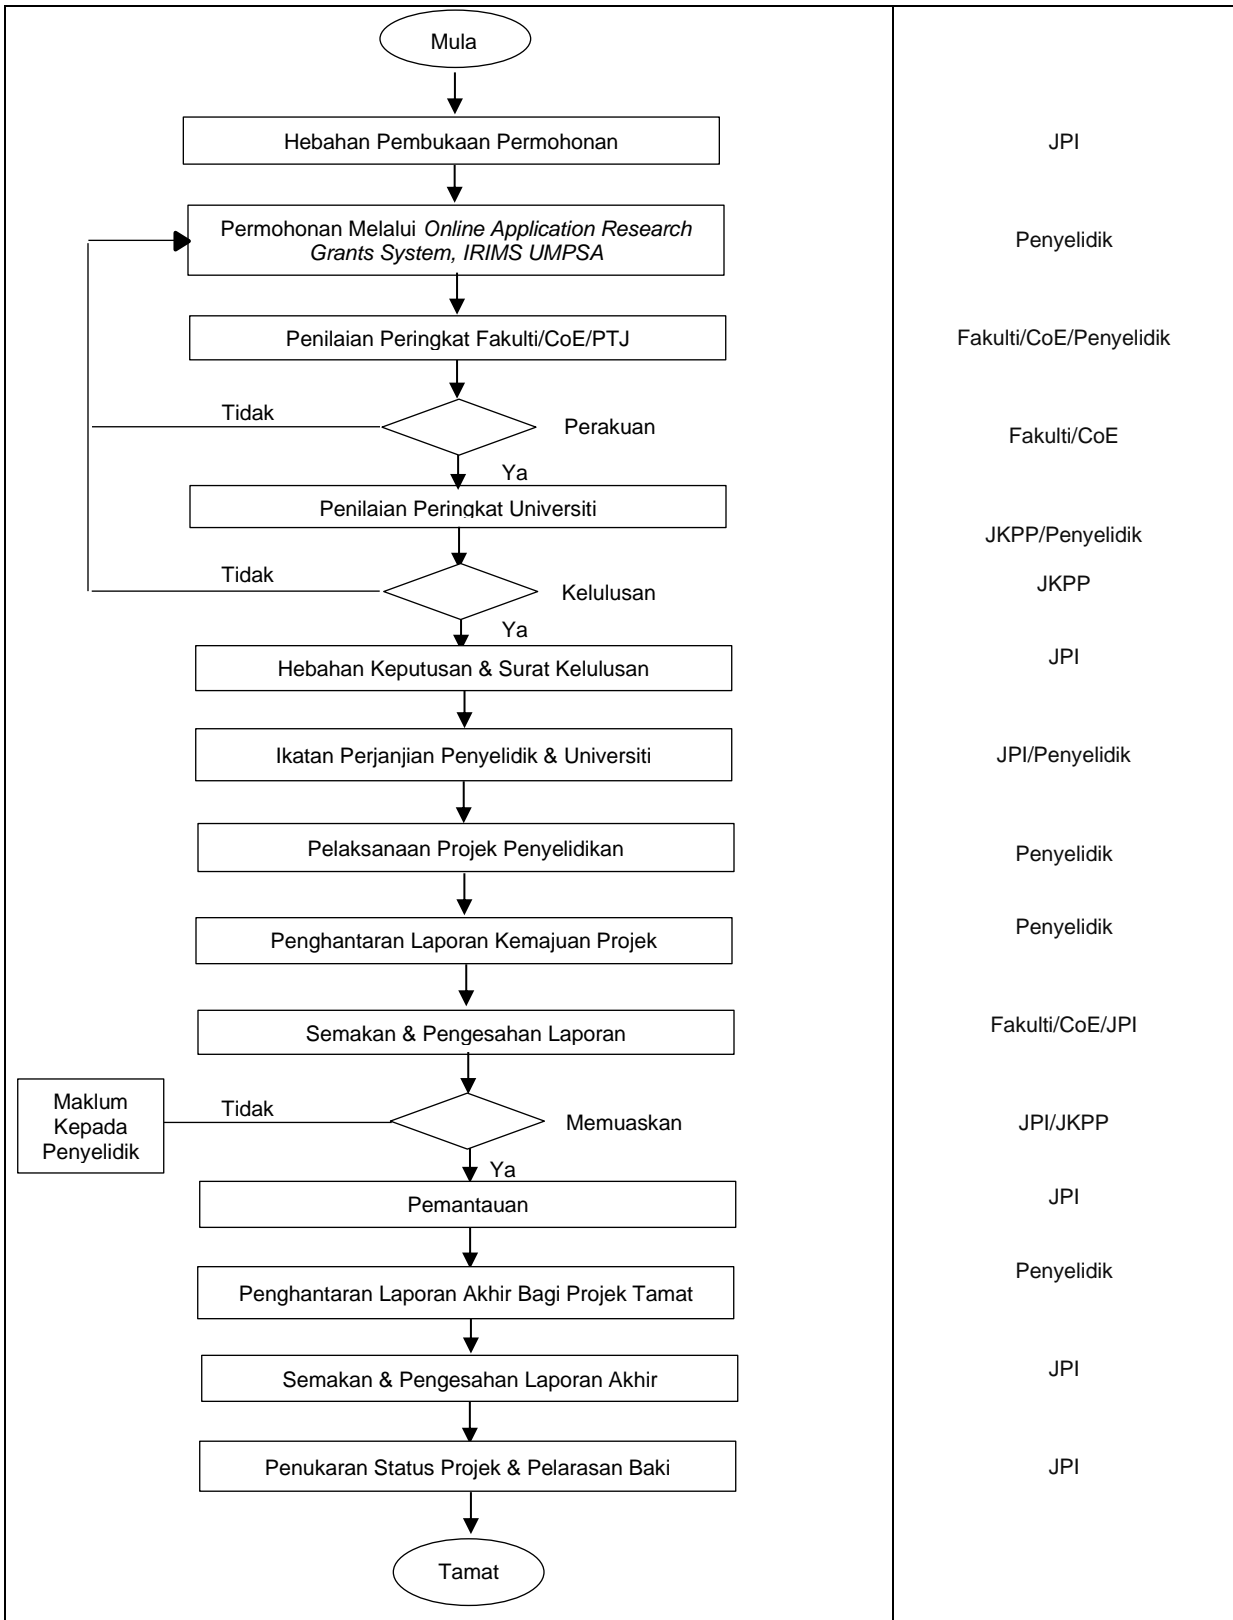 Mula
Hebahan Pembukaan Permohonan
JPI
Permohonan Melalui Online Application Research
Grants System, IRIMS UMPSA
Penyelidik
Penilaian Peringkat Fakulti/CoE/PTJ
Fakulti/CoE/Penyelidik
Tidak
Perakuan
Fakulti/CoE
Ya
Penilaian Peringkat Universiti
JKPP/Penyelidik
Tidak
Kelulusan
JKPP
Ya
Hebahan Keputusan & Surat Kelulusan
JPI
Ikatan Perjanjian Penyelidik & Universiti
JPI/Penyelidik
Pelaksanaan Projek Penyelidikan
Penyelidik
Penghantaran Laporan Kemajuan Projek
Penyelidik
Semakan & Pengesahan Laporan
Fakulti/CoE/JPI
Maklum
Kepada
Penyelidik
Tidak
Memuaskan
JPI/JKPP
Ya
Pemantauan
JPI
Penghantaran Laporan Akhir Bagi Projek Tamat
Penyelidik
Semakan & Pengesahan Laporan Akhir
JPI
Penukaran Status Projek & Pelarasan Baki
JPI
Tamat